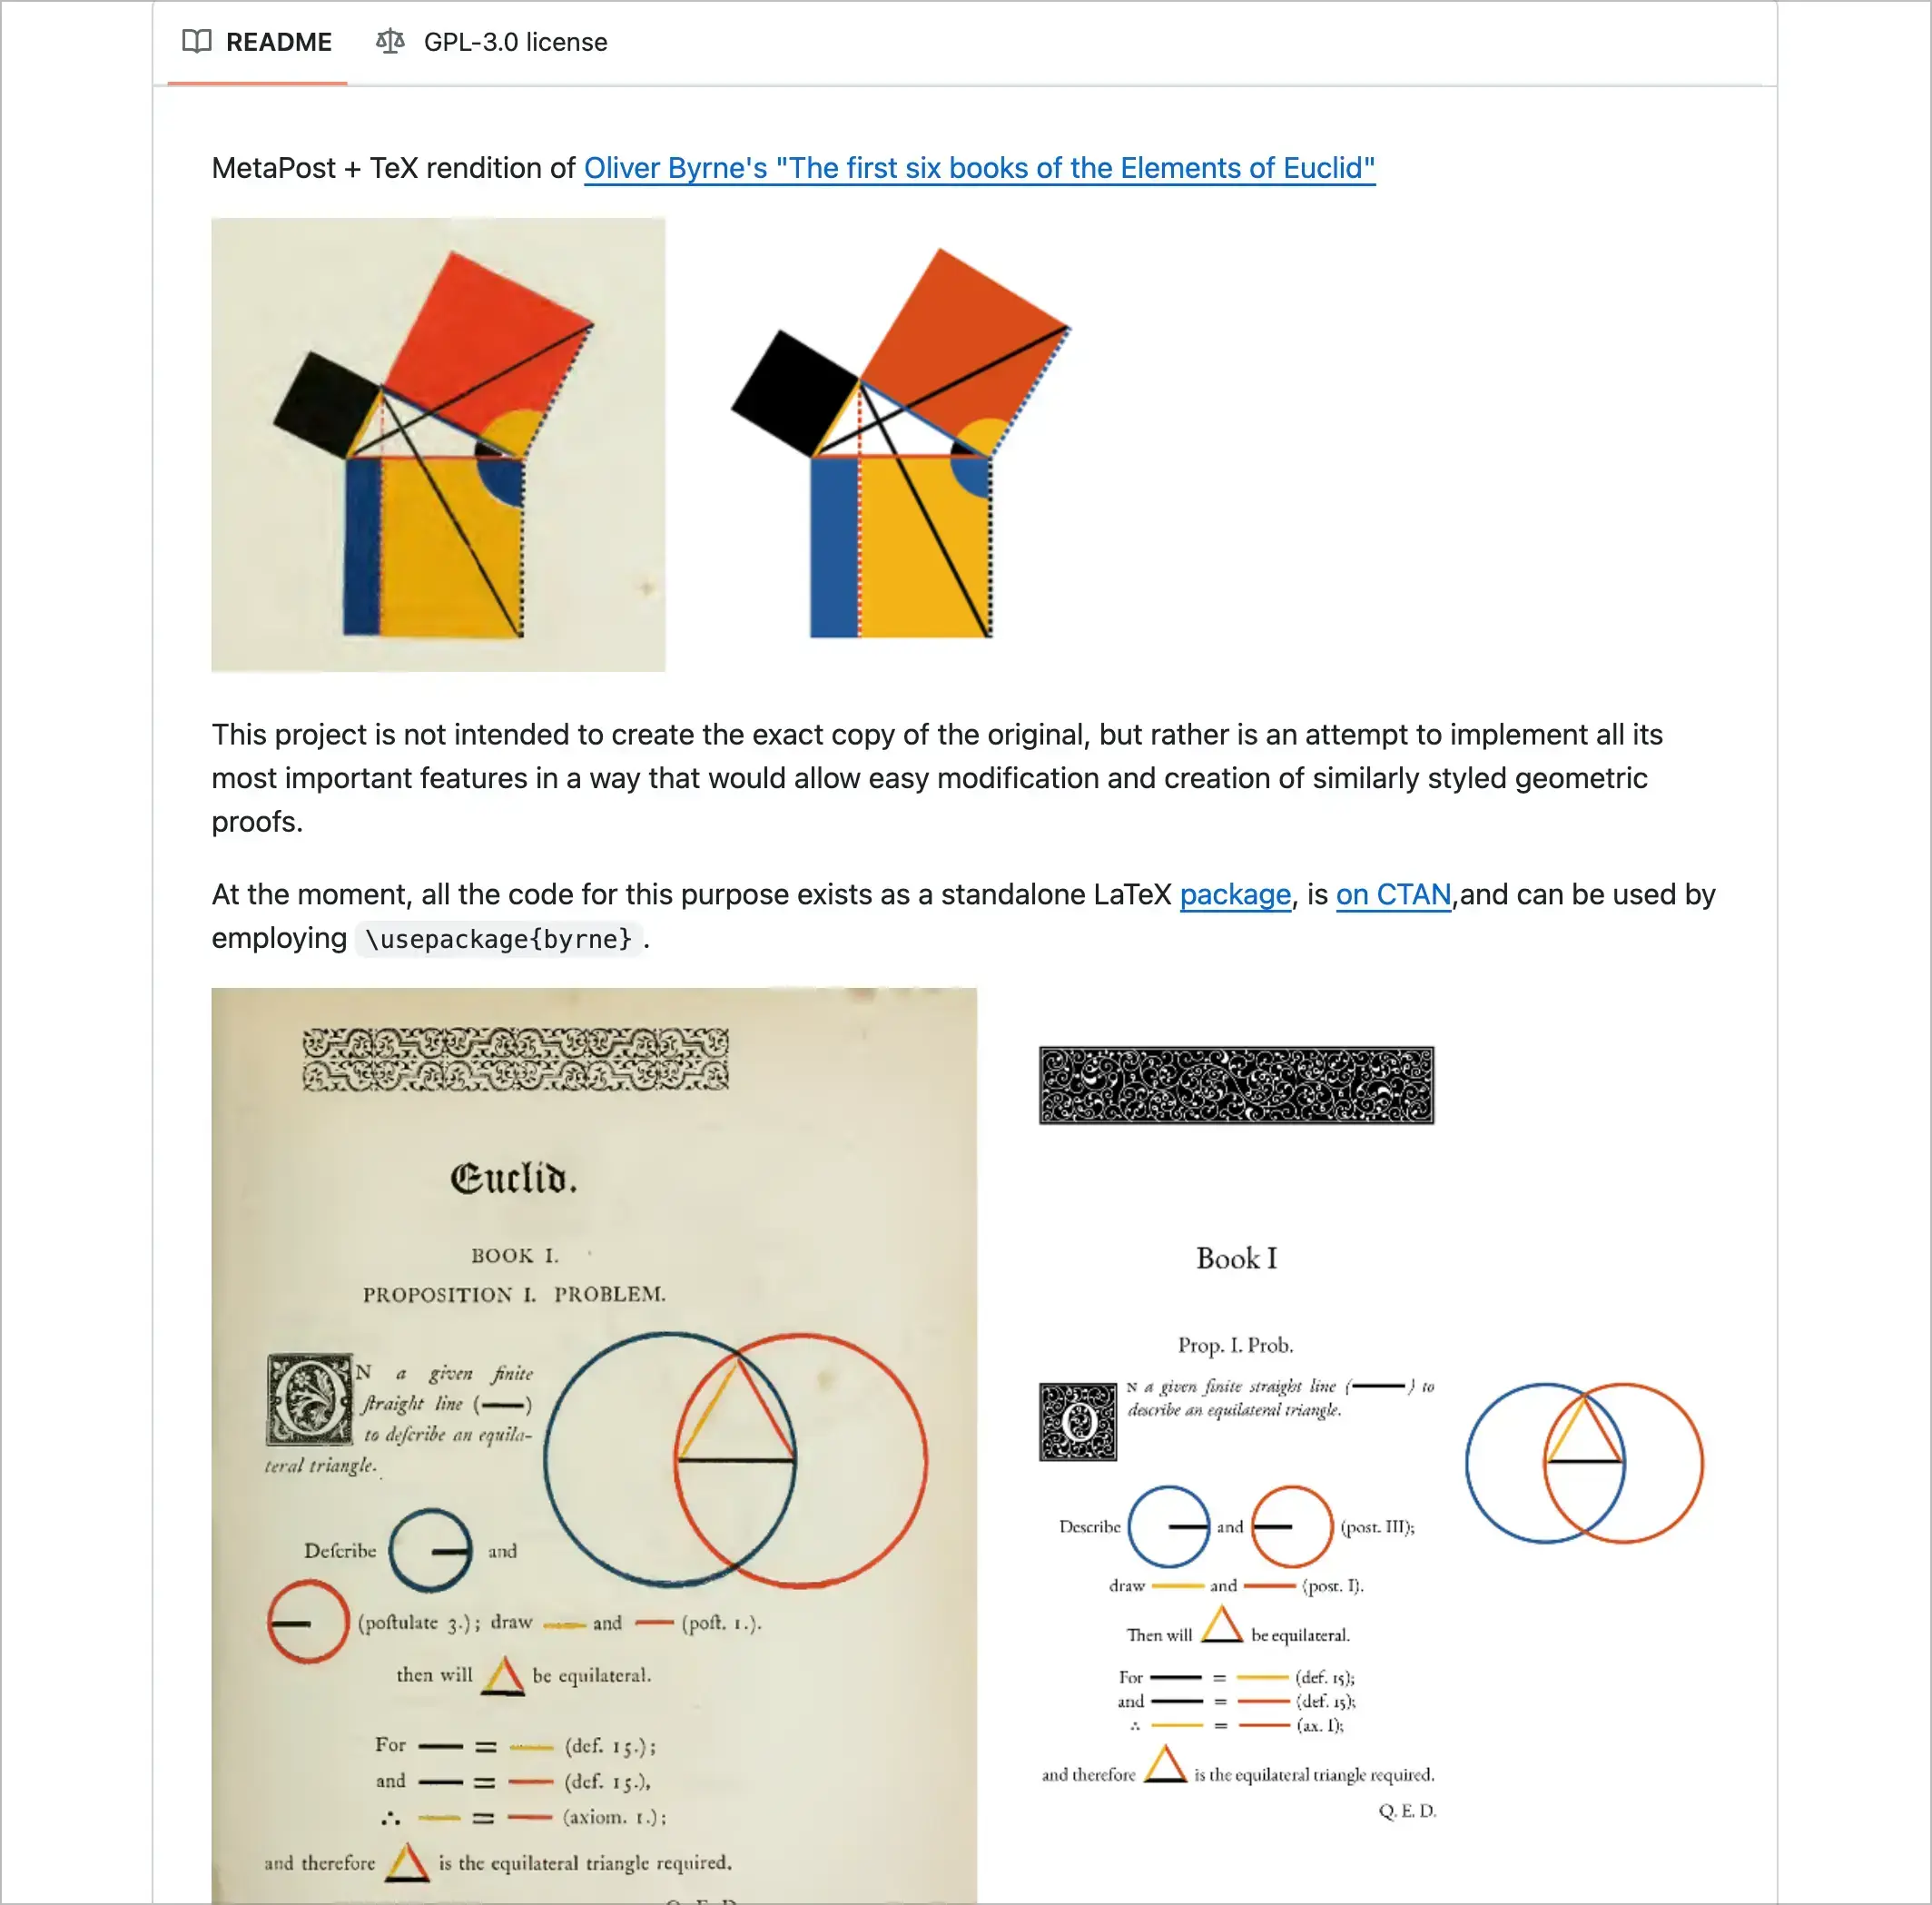 README GPL-3.0 license
MetaPost + TeX rendition of Oliver Byrne's "The first six books of the Elements of Euclid"
This project is not intended to create the exact copy of the original, but rather is an attempt to implement all its
most important features in a way that would allow easy modification and creation of similarly styled geometric
proofs.
At the moment, all the code for this purpose exists as a standalone LaTeX package, is on CTAN,and can be used by
employing \usepackage{byrne} .
Euclid.
BOOK I.
PROPOSITION I. PROBLEM.
ON a given finite
ſtraight line ( )
to deſcribe an equila-
teral triangle.
Deſcribe and
(poſtulate 3.); draw and (poſt. 1.).
then will be equilateral.
For = (def. 15.);
and = (def. 15.),
∴ = (axiom. 1.);
and therefore is the equilateral triangle required.
Q. E. D.
Book I
Prop. I. Prob.
ON a given finite straight line ( ) to
describe an equilateral triangle.
Describe and (post. III);
draw and (post. I).
Then will be equilateral.
For = (def. 15);
and = (def. 15);
∴ = (ax. I);
and therefore is the equilateral triangle required.
Q. E. D.